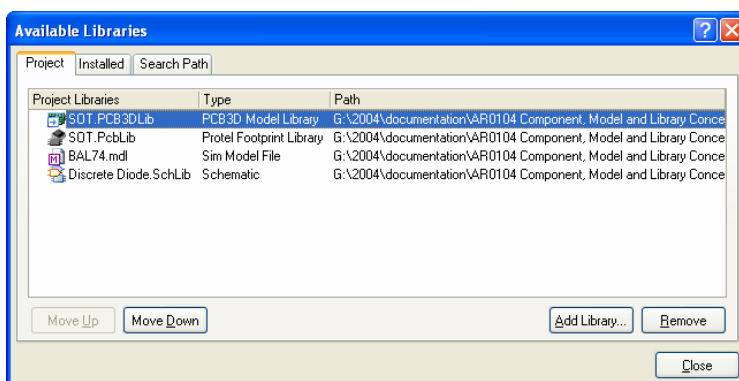 Available Libraries
Project Installed Search Path
Project Libraries Type Path
SOT.PCB3DLib PCB3D Model Library G:\2004\documentation\AR0104 Component, Model and Library Conce
SOT.PcbLib Protel Footprint Library G:\2004\documentation\AR0104 Component, Model and Library Conce
BAL74.mdl Sim Model File G:\2004\documentation\AR0104 Component, Model and Library Conce
Discrete Diode.SchLib Schematic G:\2004\documentation\AR0104 Component, Model and Library Conce
Move Up Move Down Add Library... Remove
Close